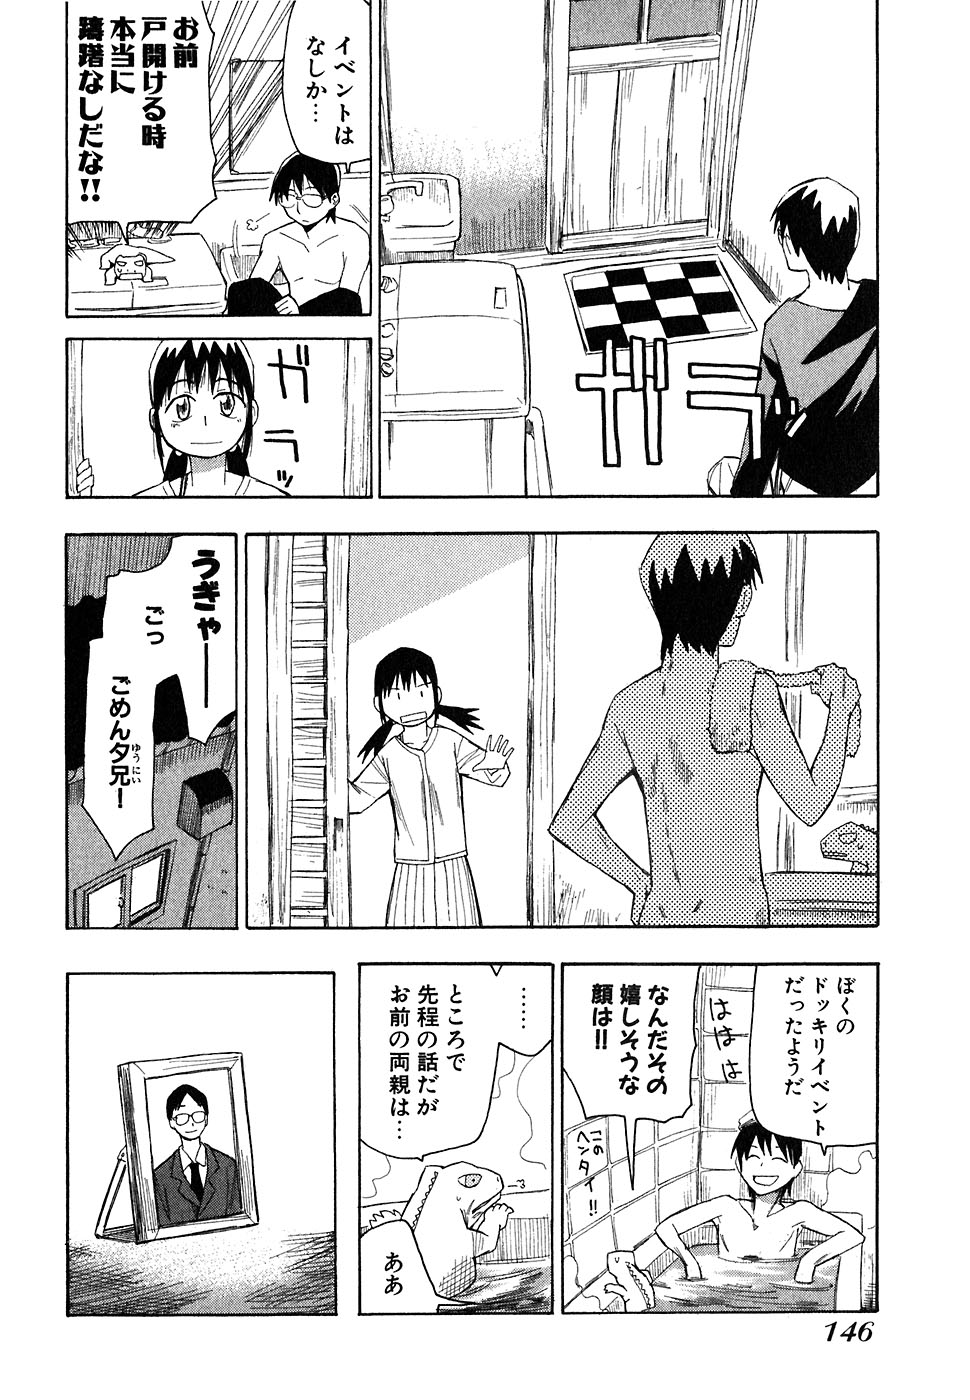 ガラッ
お前
戸開ける時
本当に
躊躇なしだな!!
イベントは
なしか…
ガラッ
うぎゃー
ごっ
ごめん夕兄ー
ゆうにい
ぼくの
ドッキリイベント
だったようだ
ははは
なんだその
嬉しそうな
顔は!!
このヘンタイ!!
……
ところで
先程の話だが
お前の両親は…
ああ
146